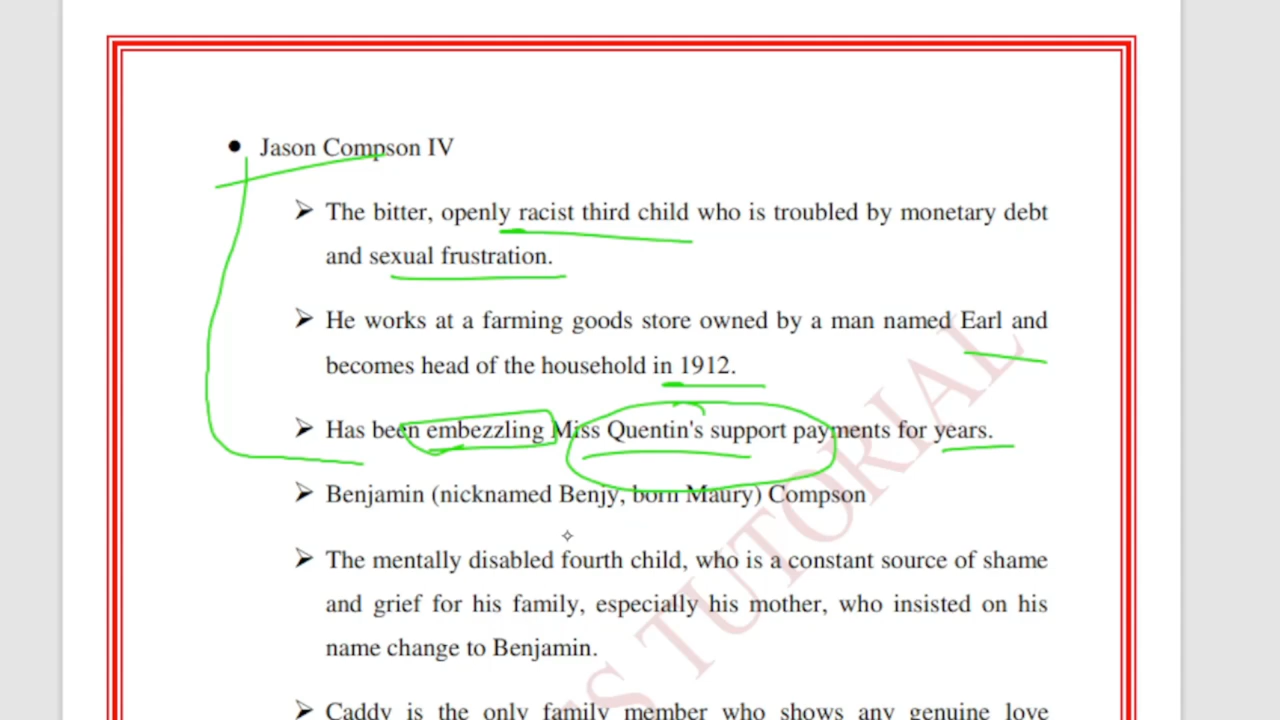 ● Jason Compson IV
➢ The bitter, openly racist third child who is troubled by monetary debt
and sexual frustration.
➢ He works at a farming goods store owned by a man named Earl and
becomes head of the household in 1912.
➢ Has been embezzling Miss Quentin's support payments for years.
➢ Benjamin (nicknamed Benjy, born Maury) Compson
➢ The mentally disabled fourth child, who is a constant source of shame
and grief for his family, especially his mother, who insisted on his
name change to Benjamin.
➢ Caddy is the only family member who shows any genuine love
S TUTORIAL